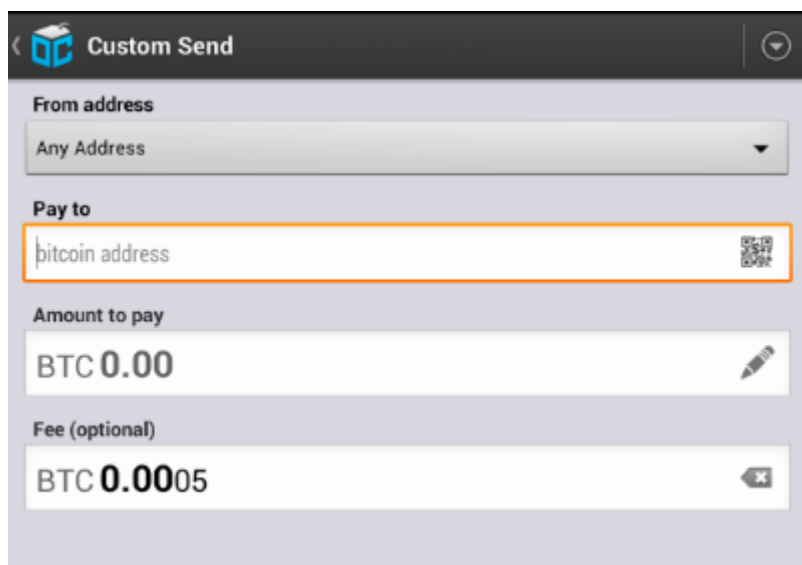 Custom Send
From address
Any Address
Pay to
bitcoin address
Amount to pay
BTC 0.00
Fee (optional)
BTC 0.0005